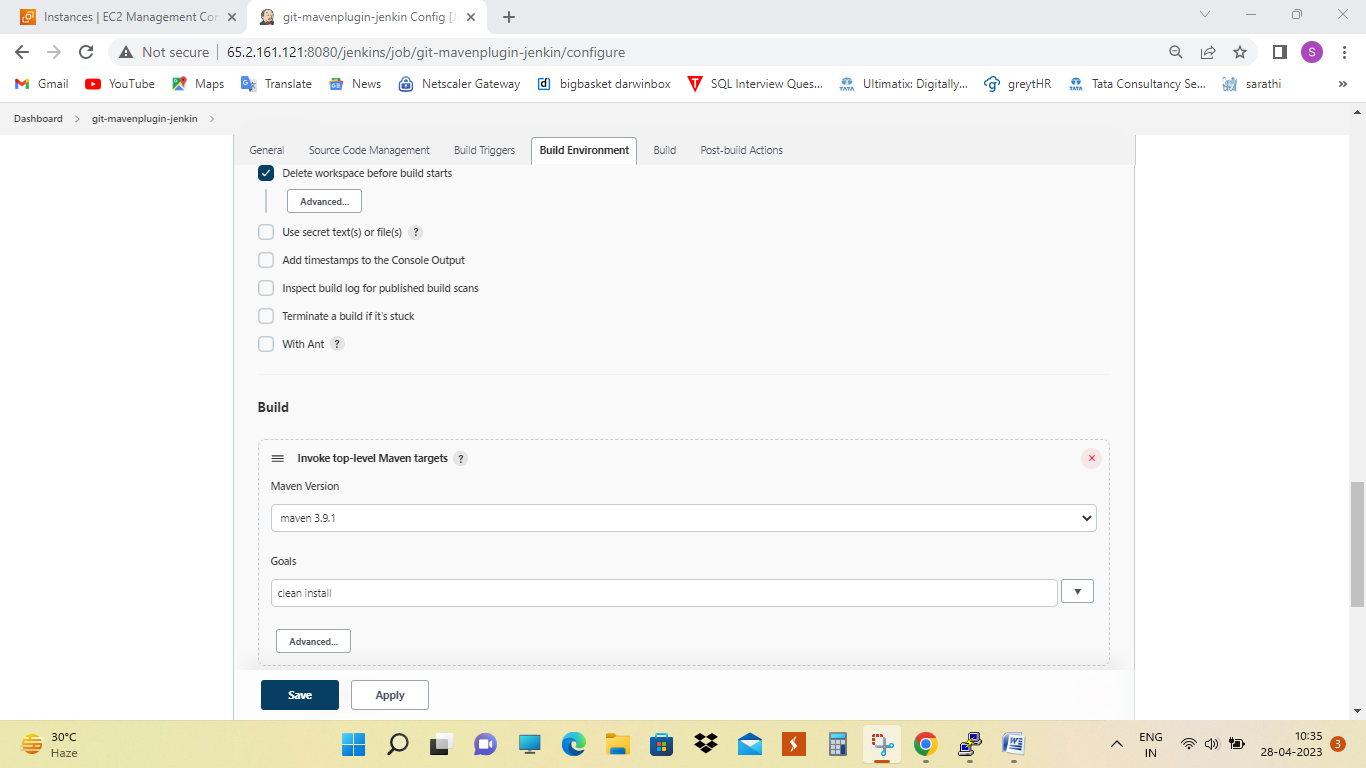 Instances | EC2 Management Con
git-mavenplugin-jenkin Config [J
Not secure
65.2.161.121:8080/jenkins/job/git-mavenplugin-jenkin/configure
S
Gmail
YouTube
Maps
Translate
News
Netscaler Gateway
bigbasket darwinbox
SQL Interview Ques...
Ultimatix: Digitally...
greytHR
Tata Consultancy Se...
sarathi
»
Dashboard
git-mavenplugin-jenkin
General
Source Code Management
Build Triggers
Build Environment
Build
Post-build Actions
Delete workspace before build starts
Advanced...
Use secret text(s) or file(s) ?
Add timestamps to the Console Output
Inspect build log for published build scans
Terminate a build if it's stuck
With Ant ?
Build
Invoke top-level Maven targets ?
Maven Version
maven 3.9.1
Goals
clean install
Advanced...
Save
Apply
30°C
Haze
ENG
IN
10:35
28-04-2023
3